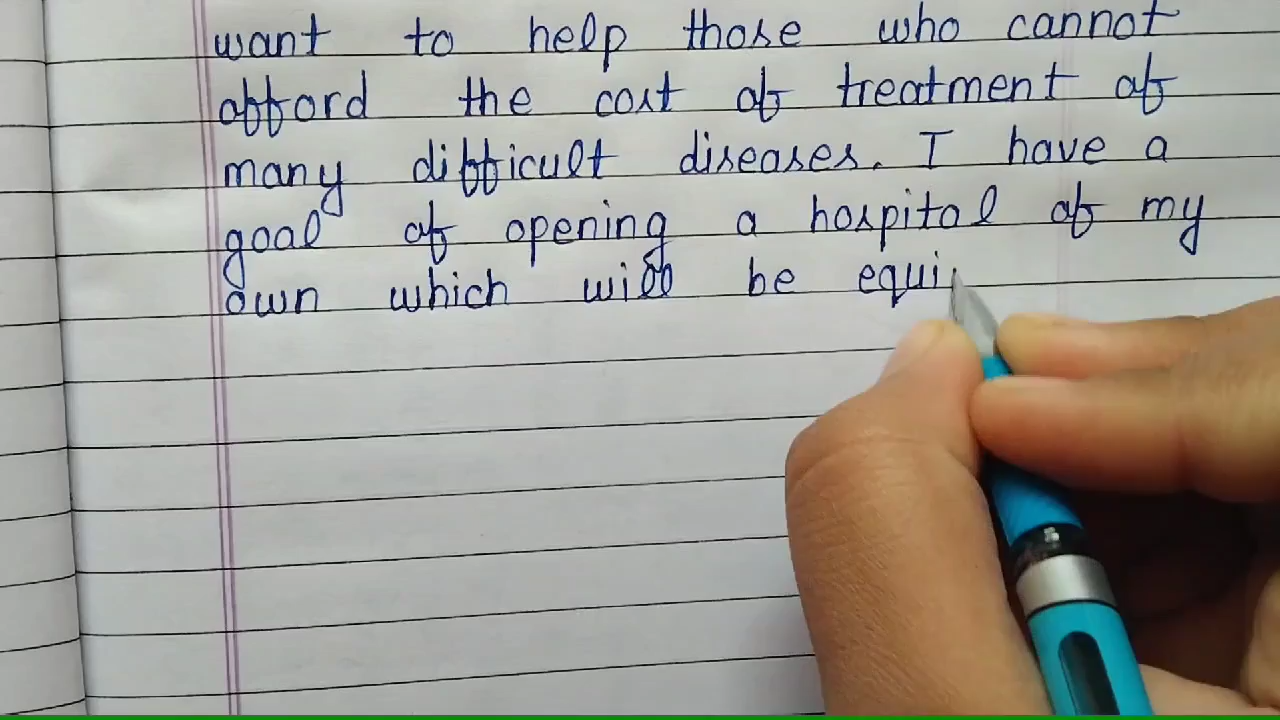 want to help those who cannot
afford the cost of treatment of
many difficult diseases. I have a
goal of opening a hospital of my
own which will be equi